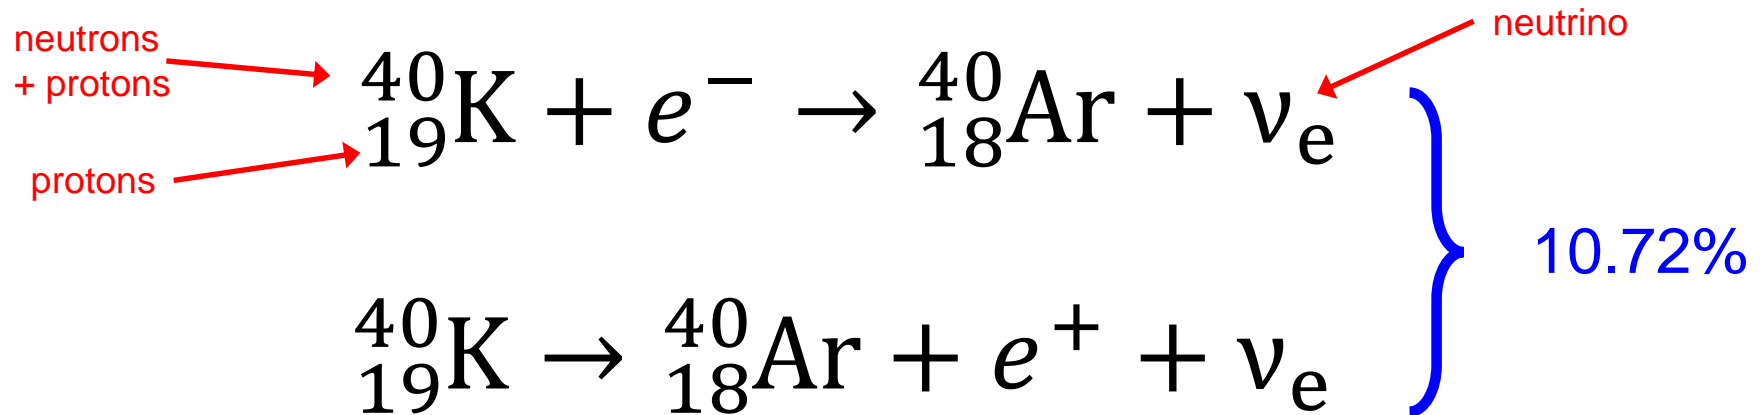 neutrino
neutrons
+ protons
⁴⁰₁₉K + e⁻ → ⁴⁰₁₈Ar + νₑ
protons
10.72%
⁴⁰₁₉K → ⁴⁰₁₈Ar + e⁺ + νₑ